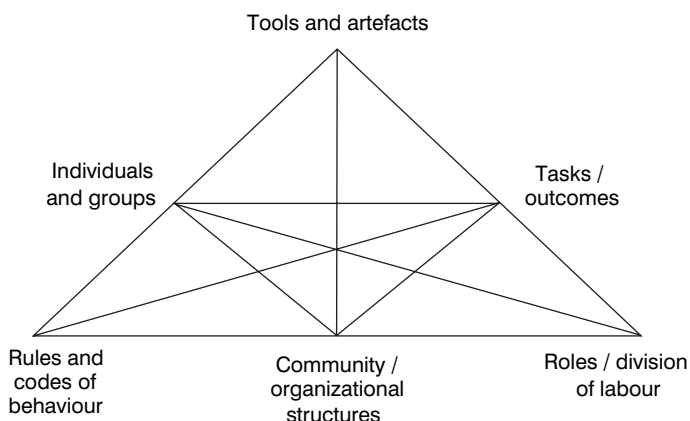 Tools and artefacts
Individuals
and groups
Tasks /
outcomes
Rules and
codes of
behaviour
Community /
organizational
structures
Roles / division
of labour